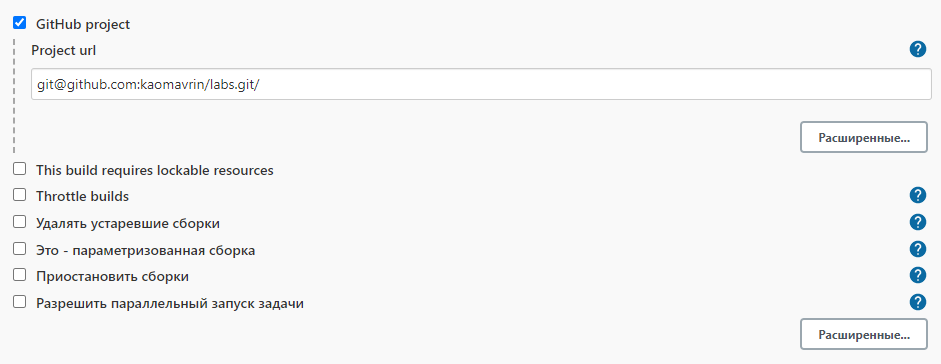 GitHub project
Project url
?
git@github.com:kaomavrin/labs.git/
Расширенные...
This build requires lockable resources
Throttle builds
?
Удалять устаревшие сборки
?
Это - параметризованная сборка
?
Приостановить сборки
?
Разрешить параллельный запуск задачи
?
Расширенные...